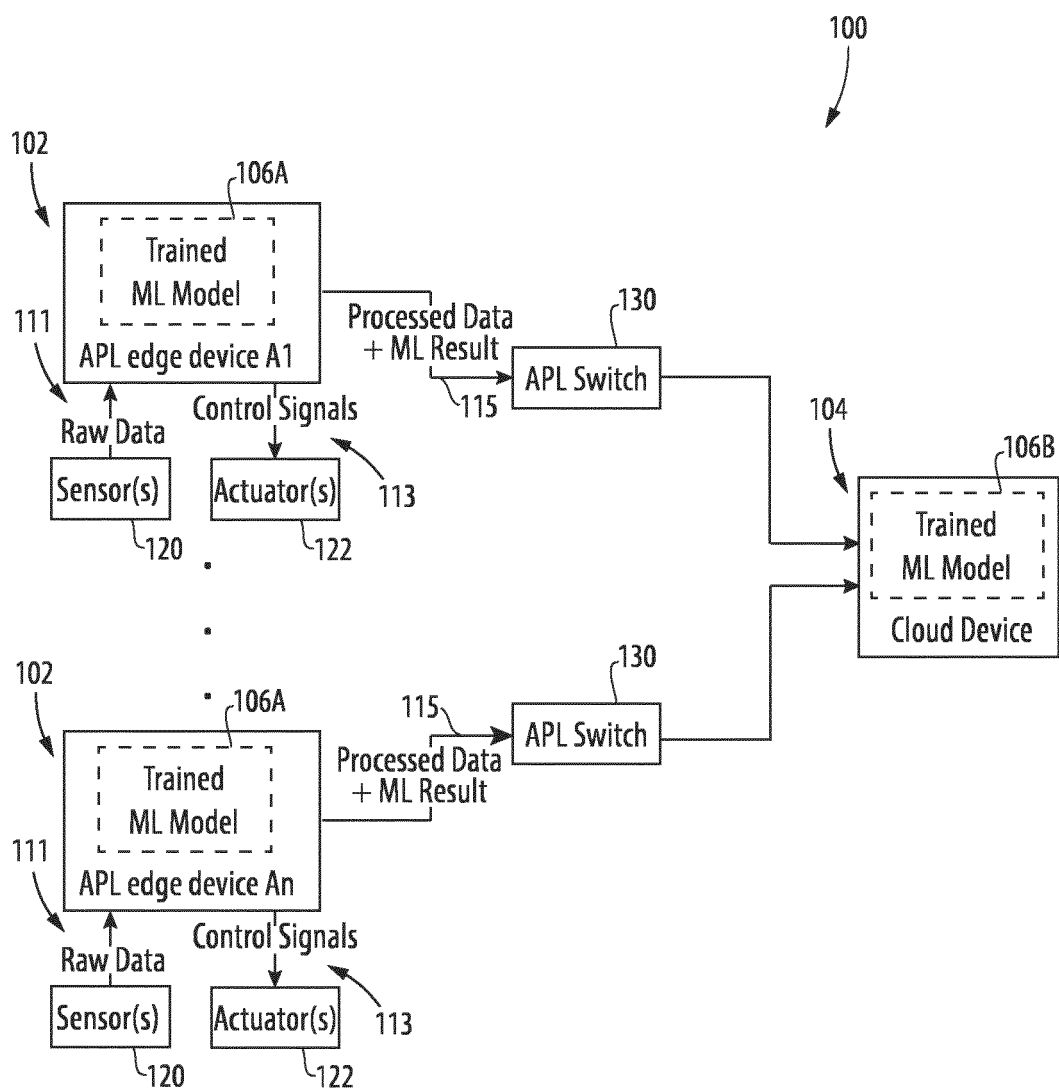 100
102
106A
Trained
ML Model
APL edge device A1
111
Raw Data
Control Signals
113
Sensor(s)
Actuator(s)
120
122
Processed Data
+ ML Result
115
130
APL Switch
104
106B
Trained
ML Model
Cloud Device
102
106A
Trained
ML Model
APL edge device An
111
Raw Data
Control Signals
113
Sensor(s)
Actuator(s)
120
122
115
Processed Data
+ ML Result
130
APL Switch